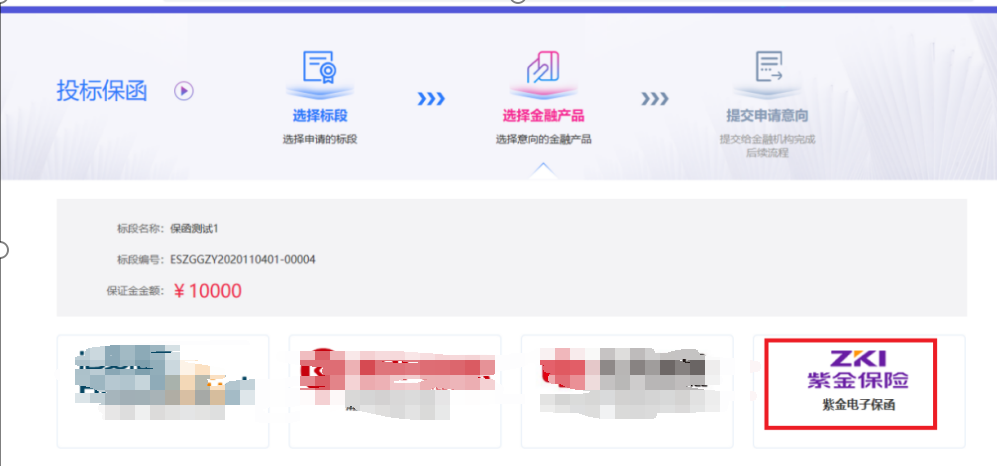 投标保函
选择标段
选择申请的标段
选择金融产品
选择意向的金融产品
提交申请意向
提交给金融机构完成
后续流程
标段名称：保函测试1
标段编号：ESZGGZY2020110401-00004
保证金金额：￥10000
ZKI
紫金保险
紫金电子保函